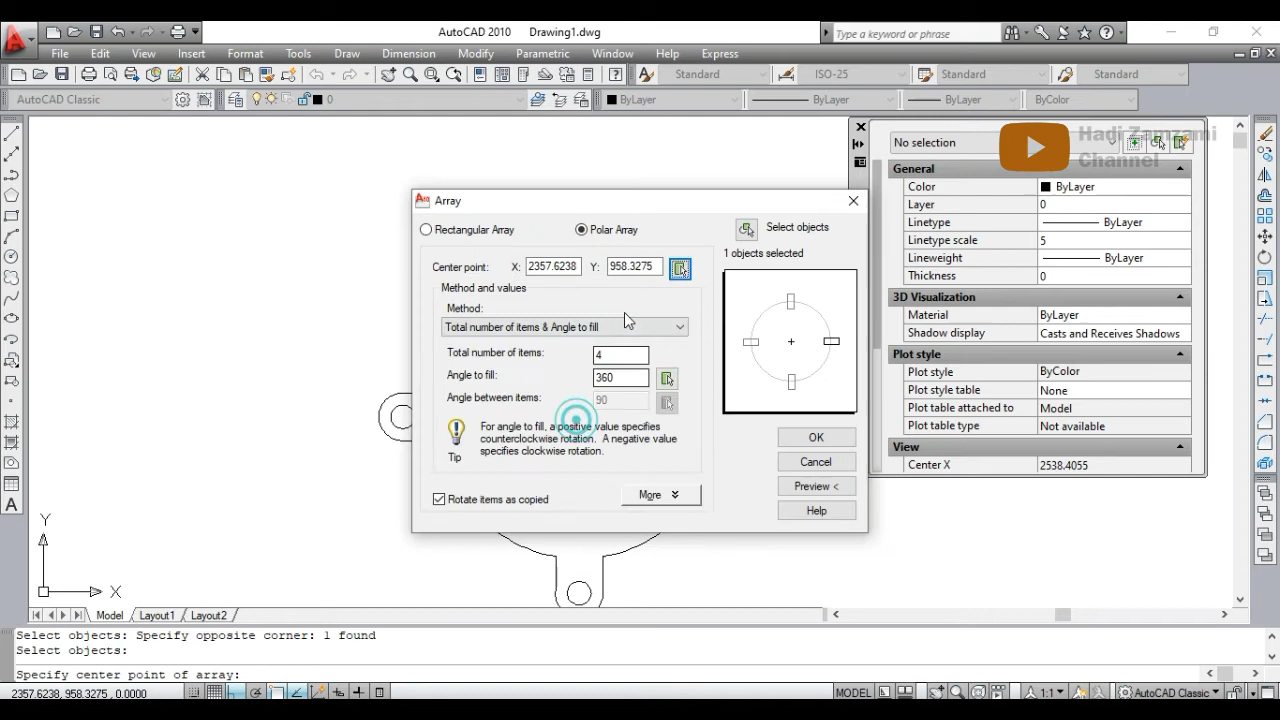 AutoCAD 2010 Drawing1.dwg
Type a keyword or phrase
File Edit View Insert Format Tools Draw Dimension Modify Parametric Window Help Express
Standard ISO-25 Standard Standard
AutoCAD Classic 0 ByLayer ByLayer ByLayer ByColor
Hadi Zamzami
Channel
No selection
General
Color ByLayer
Layer 0
Linetype ByLayer
Linetype scale 5
Lineweight ByLayer
Thickness 0
3D Visualization
Material ByLayer
Shadow display Casts and Receives Shadows
Plot style
Plot style ByColor
Plot style table None
Plot table attached to Model
Plot table type Not available
View
Center X 2538.4055
Array
Rectangular Array Polar Array Select objects
1 objects selected
Center point: X: 2357.6238 Y: 958.3275
Method and values
Method:
Total number of items & Angle to fill
Total number of items: 4
Angle to fill: 360
Angle between items: 90
For angle to fill, a positive value specifies
counterclockwise rotation. A negative value
specifies clockwise rotation.
Tip
Rotate items as copied More
OK
Cancel
Preview <
Help
Y
X
Model Layout1 Layout2
Select objects: Specify opposite corner: 1 found
Select objects:
Specify center point of array:
2357.6238, 958.3275, 0.0000 MODEL 1:1 AutoCAD Classic
A